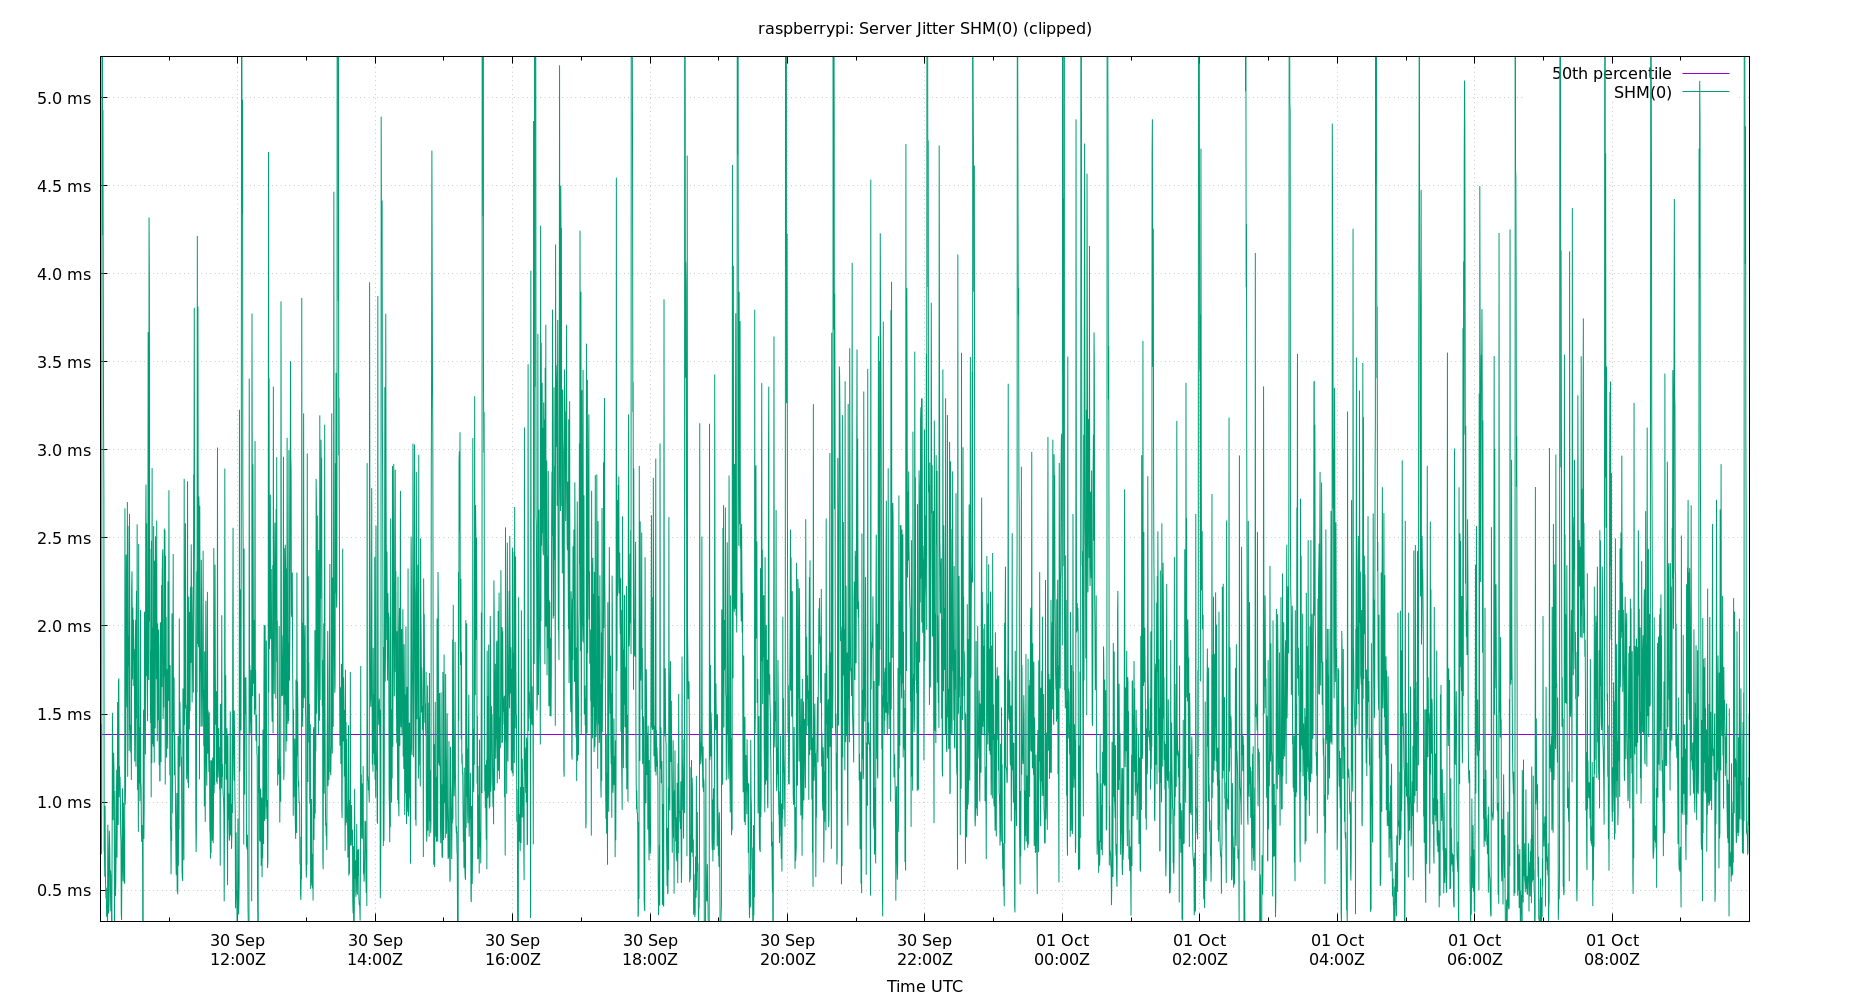 raspberrypi: Server Jitter SHM(0) (clipped)
50th percentile
SHM(0)
5.0 ms
4.5 ms
4.0 ms
3.5 ms
3.0 ms
2.5 ms
2.0 ms
1.5 ms
1.0 ms
0.5 ms
30 Sep 30 Sep 30 Sep 30 Sep 30 Sep 30 Sep 01 Oct 01 Oct 01 Oct 01 Oct 01 Oct
12:00Z 14:00Z 16:00Z 18:00Z 20:00Z 22:00Z 00:00Z 02:00Z 04:00Z 06:00Z 08:00Z
Time UTC